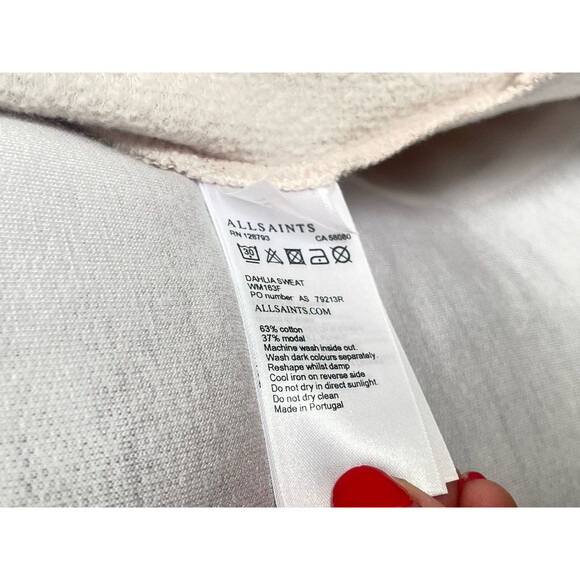 ALLSAINTS
RN 128793 CA 58080
30
DAHLIA SWEAT
WM163F
PO number AS 79213R
ALLSAINTS.COM
63% cotton
37% modal
Machine wash inside out.
Wash dark colours separately.
Reshape whilst damp
Cool iron on reverse side
Do not dry in direct sunlight.
Do not dry clean
Made in Portugal